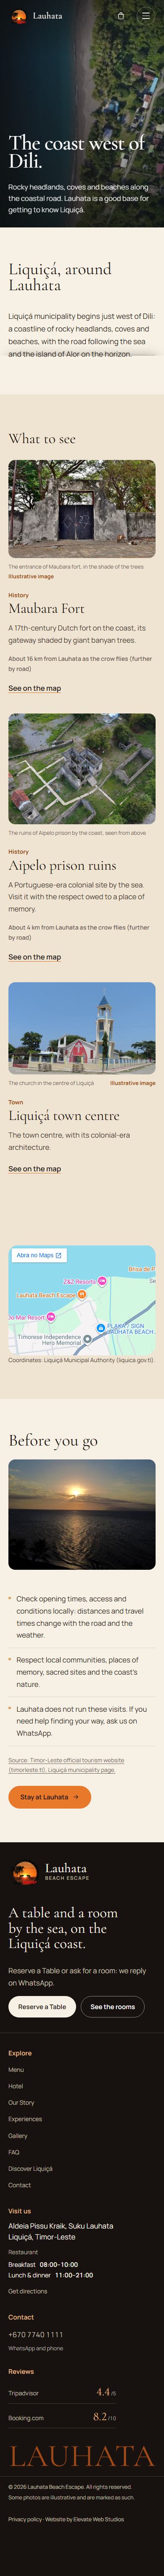 Lauhata
The coast west of
Dili.
Rocky headlands, coves and beaches along
the coastal road. Lauhata is a good base for
getting to know Liquiçá.
Liquiçá, around
Lauhata
Liquiçá municipality begins just west of Dili:
a coastline of rocky headlands, coves and
beaches, with the road following the sea
and the island of Alor on the horizon.
What to see
The entrance of Maubara fort, in the shade of the trees
Illustrative image
History
Maubara Fort
A 17th-century Dutch fort on the coast, its
gateway shaded by giant banyan trees.
About 16 km from Lauhata as the crow flies (further
by road)
See on the map
The ruins of Aipelo prison by the coast, seen from above
History
Aipelo prison ruins
A Portuguese-era colonial site by the sea.
Visit it with the respect owed to a place of
memory.
About 4 km from Lauhata as the crow flies (further
by road)
See on the map
The church in the centre of Liquiçá
Illustrative image
Town
Liquiçá town centre
The town centre, with its colonial-era
architecture.
See on the map
Abra no Maps
2&2 Resorts
Lauhata Beach Escape
Jo Mar Resort
PLAKA / SIGN
LAUHATA BEACH
Timorese Independence
Hero Memorial
Coordinates: Liquiçá Municipal Authority (liquica.gov.tl).
Before you go
Check opening times, access and
conditions locally: distances and travel
times change with the road and the
weather.
Respect local communities, places of
memory, sacred sites and the coast's
nature.
Lauhata does not run these visits. If you
need help finding your way, ask us on
WhatsApp.
Source: Timor-Leste official tourism website
(timorleste.tl), Liquiçá municipality page.
Stay at Lauhata
Lauhata
BEACH ESCAPE
A table and a room
by the sea, on the
Liquiçá coast.
Reserve a Table or ask for a room: we reply
on WhatsApp.
Reserve a Table
See the rooms
Explore
Menu
Hotel
Our Story
Experiences
Gallery
FAQ
Discover Liquiçá
Contact
Visit us
Aldeia Pissu Kraik, Suku Lauhata
Liquiçá, Timor-Leste
Restaurant
Breakfast 08:00–10:00
Lunch & dinner 11:00–21:00
Get directions
Contact
+670 7740 1111
WhatsApp and phone
Reviews
Tripadvisor 4.4 /5
Booking.com 8.2 /10
LAUHATA
© 2026 Lauhata Beach Escape. All rights reserved.
Some photos are illustrative and are marked as such.
Privacy policy · Website by Elevate Web Studios